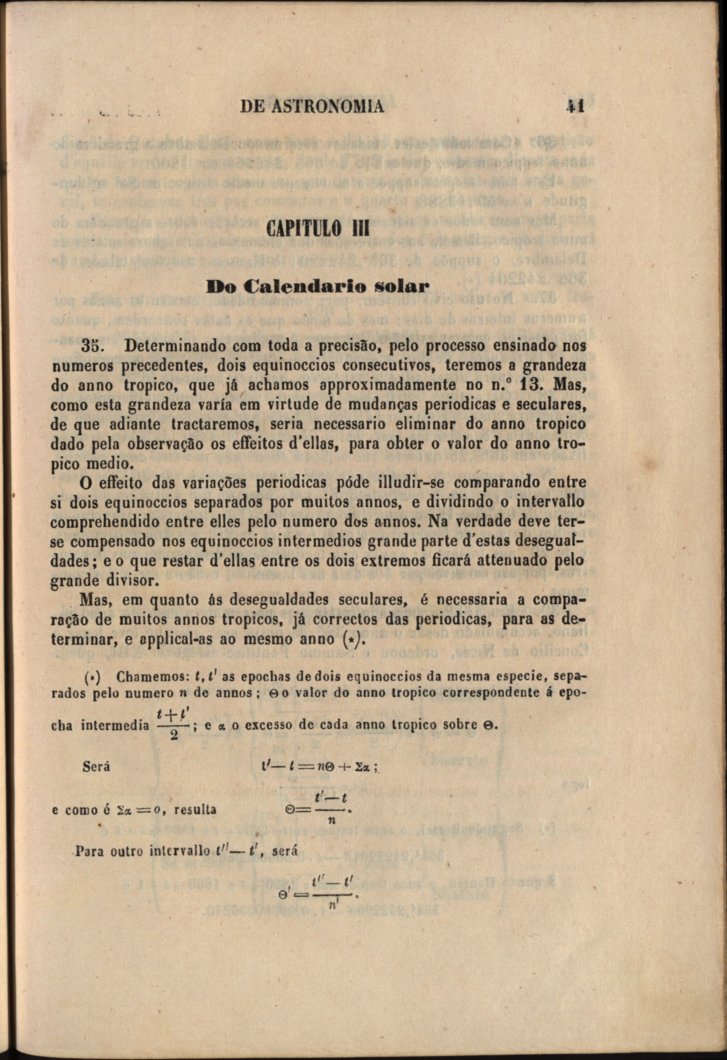 DE ASTRONOMIA 41
CAPITULO III
Do Calendario solar
35. Determinando com toda a precisão, pelo processo ensinado nos
numeros precedentes, dois equinoccios consecutivos, teremos a grandeza
do anno tropico, que já achamos approximadamente no n.º 13. Mas,
como esta grandeza varía em virtude de mudanças periodicas e seculares,
de que adiante tractaremos, seria necessario eliminar do anno tropico
dado pela observação os effeitos d'ellas, para obter o valor do anno tro-
pico medio.
O effeito das variações periodicas póde illudir-se comparando entre
si dois equinoccios separados por muitos annos, e dividindo o intervallo
comprehendido entre elles pelo numero dos annos. Na verdade deve ter-
se compensado nos equinoccios intermedios grande parte d'estas desegual-
dades; e o que restar d'ellas entre os dois extremos ficará attenuado pelo
grande divisor.
Mas, em quanto ás desegualdades seculares, é necessaria a compa-
ração de muitos annos tropicos, já correctos das periodicas, para as de-
terminar, e applical-as ao mesmo anno (*).
(*) Chamemos: t, t' as epochas de dois equinoccios da mesma especie, sepa-
rados pelo numero n de annos; Θ o valor do anno tropico correspondente á epo-
cha intermedia (t+t')/2; e α o excesso de cada anno tropico sobre Θ.
Será t'—t=nΘ+Σα;
e como é Σα=o, resulta Θ=(t'—t)/n.
Para outro intervallo t''—t', será
Θ'=(t''—t')/n'.